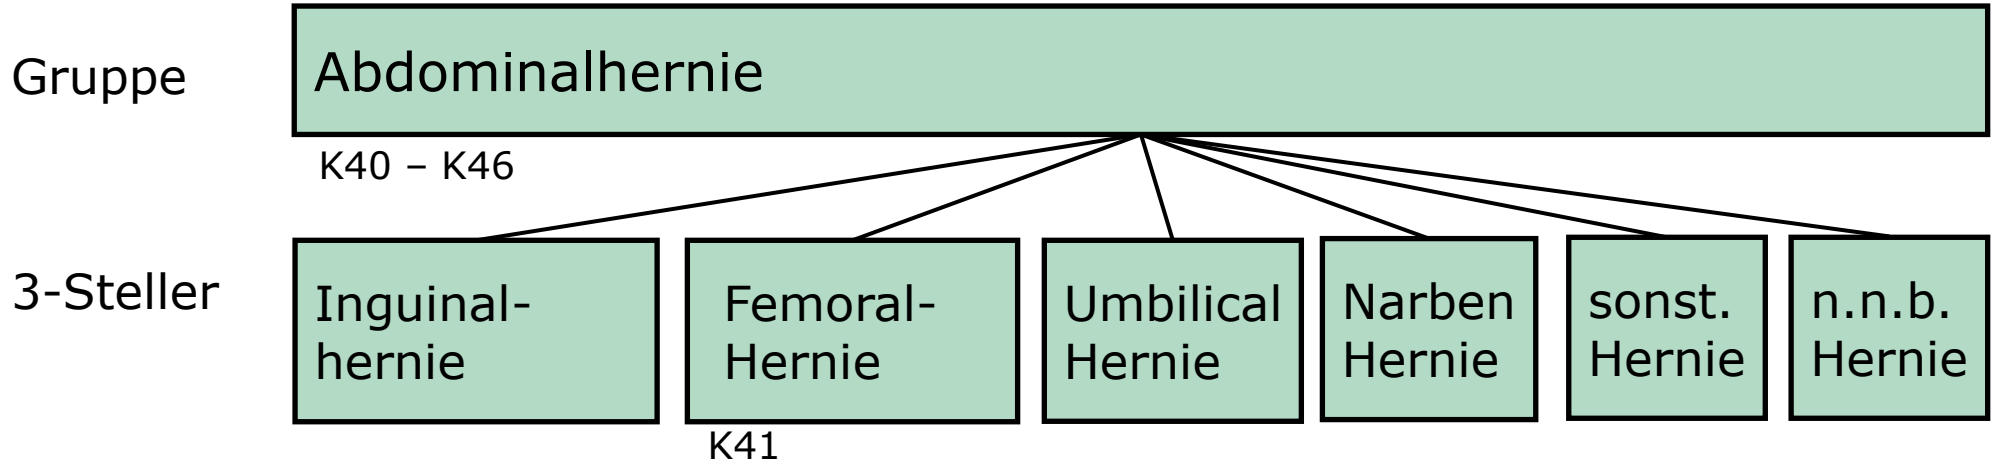 Gruppe
Abdominalhernie
K40 – K46
3-Steller
Inguinal-
hernie
Femoral-
Hernie
Umbilical
Hernie
Narben
Hernie
sonst.
Hernie
n.n.b.
Hernie
K41